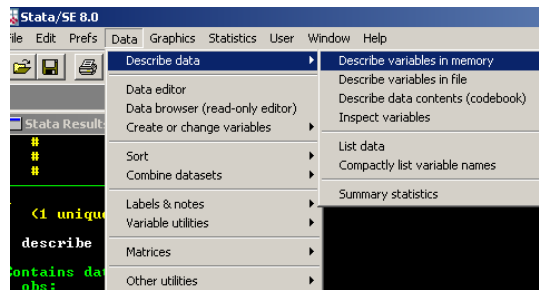 Stata/SE 8.0
File Edit Prefs Data Graphics Statistics User Window Help
Describe data
Describe variables in memory
Describe variables in file
Data editor
Describe data contents (codebook)
Data browser (read-only editor)
Inspect variables
Create or change variables
Stata Results
#
List data
#
Sort
Compactly list variable names
#
Combine datasets
Summary statistics
Labels & notes
(1 unique
Variable utilities
describe
Matrices
Contains dat
Other utilities
obs: